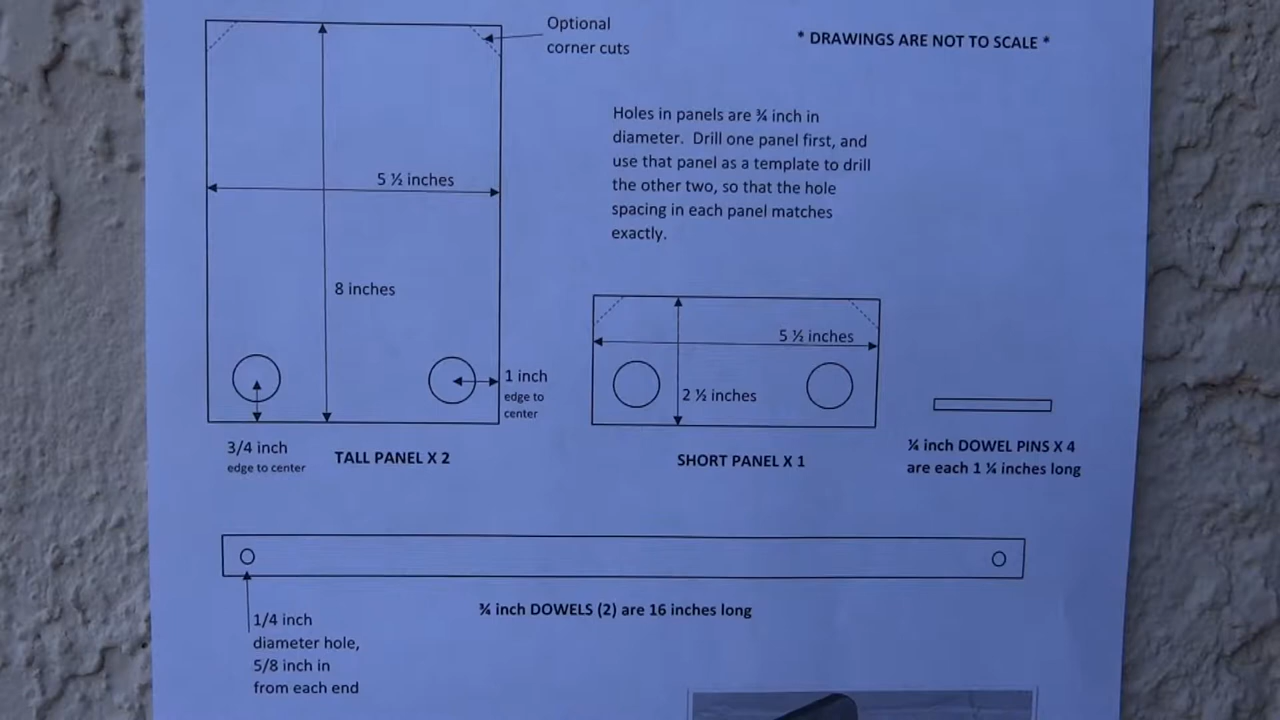 Optional
corner cuts
* DRAWINGS ARE NOT TO SCALE *
Holes in panels are ¾ inch in
diameter. Drill one panel first, and
use that panel as a template to drill
the other two, so that the hole
spacing in each panel matches
exactly.
5 ½ inches
8 inches
1 inch
edge to
center
3/4 inch
edge to center
TALL PANEL X 2
5 ½ inches
2 ½ inches
SHORT PANEL X 1
¼ inch DOWEL PINS X 4
are each 1 ¼ inches long
¾ inch DOWELS (2) are 16 inches long
1/4 inch
diameter hole,
5/8 inch in
from each end